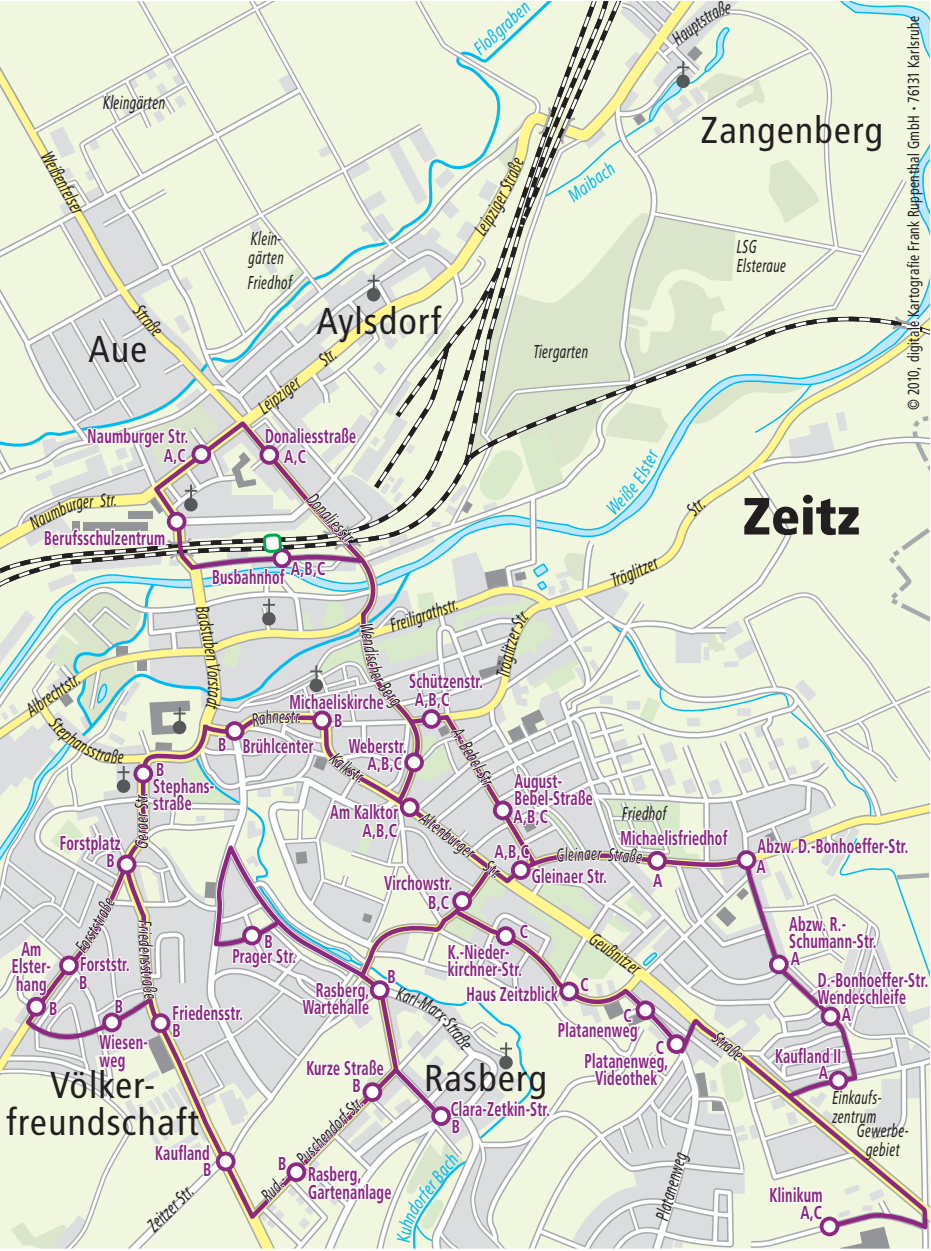 Floßgraben
Hauptstraße
Kleingärten
Zangenberg
© 2010, digitale Kartografie Frank Ruppenthal GmbH • 76131 Karlsruhe
Weißenfelser
Straße
Leipziger Straße
Maibach
Klein-
gärten
Friedhof
LSG
Elsteraue
Aylsdorf
Aue
Tiergarten
Leipziger
Str.
Naumburger Str.
A,C
Donaliesstraße
A,C
Weiße Elster
Naumburger Str.
Donaliesstr.
Str.
Zeitz
Berufsschulzentrum
Busbahnhof
A,B,C
Tröglitzer
Badstuben Vorstadt
Freiligrathstr.
Wendischer Berg
Tröglitzer Str.
Albrechtstr.
Schützenstr.
A,B,C
Michaeliskirche
B
Rahnestr.
Stephansstraße
B
Brühlcenter
Weberstr.
A,B,C
A.-Bebel-Str.
Kalkstr.
B
Stephans-
straße
August-
Bebel-Straße
A,B,C
Geraer Str.
Am Kalktor
A,B,C
Altenburger
Str.
Friedhof
Michaelisfriedhof
A
Abzw. D.-Bonhoeffer-Str.
A
Forstplatz
B
A,B,C
Gleinaer Straße
Gleinaer Str.
Virchowstr.
B,C
Forststraße
Friedensstraße
Abzw. R.-
Schumann-Str.
A
Am
Elster-
hang
B
Forststr.
B
B
Prager Str.
C
K.-Nieder-
kirchner-Str.
Geußnitzer
Straße
B
Rasberg,
Wartehalle
Karl-Marx-Straße
Haus Zeitzblick
C
D.-Bonhoeffer-Str.
Wendeschleife
A
B
Wiesen-
weg
Friedensstr.
B
C
Platanenweg
C
Platanenweg,
Videothek
Kaufland II
A
Völker-
freundschaft
Kurze Straße
B
Rasberg
Einkaufs-
zentrum
Gewerbe-
gebiet
Clara-Zetkin-Str.
B
Kaufland
B
Rud.-Puschendorf-Str.
B
Rasberg,
Gartenanlage
Zeitzer Str.
Kuhndorfer Bach
Platanenweg
Klinikum
A,C